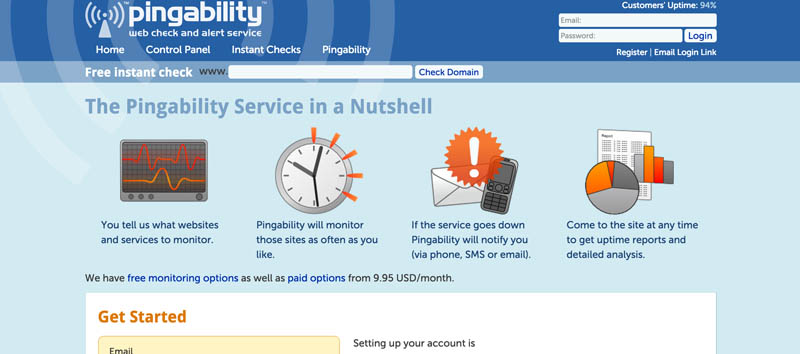 pingability™
web check and alert service
Customers' Uptime: 94%
Email:
Password:
Login
Register | Email Login Link
Home Control Panel Instant Checks Pingability
Free instant check www. Check Domain
The Pingability Service in a Nutshell
Report
You tell us what websites
and services to monitor.
Pingability will monitor
those sites as often as you
like.
If the service goes down
Pingability will notify you
(via phone, SMS or email).
Come to the site at any time
to get uptime reports and
detailed analysis.
We have free monitoring options as well as paid options from 9.95 USD/month.
Get Started
Email
Setting up your account is